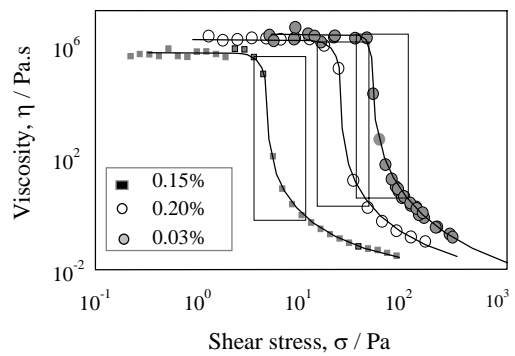 Viscosity, η / Pa.s
10^6
10^2
10^-2
0.15%
0.20%
0.03%
10^-1 10^0 10^1 10^2 10^3
Shear stress, σ / Pa